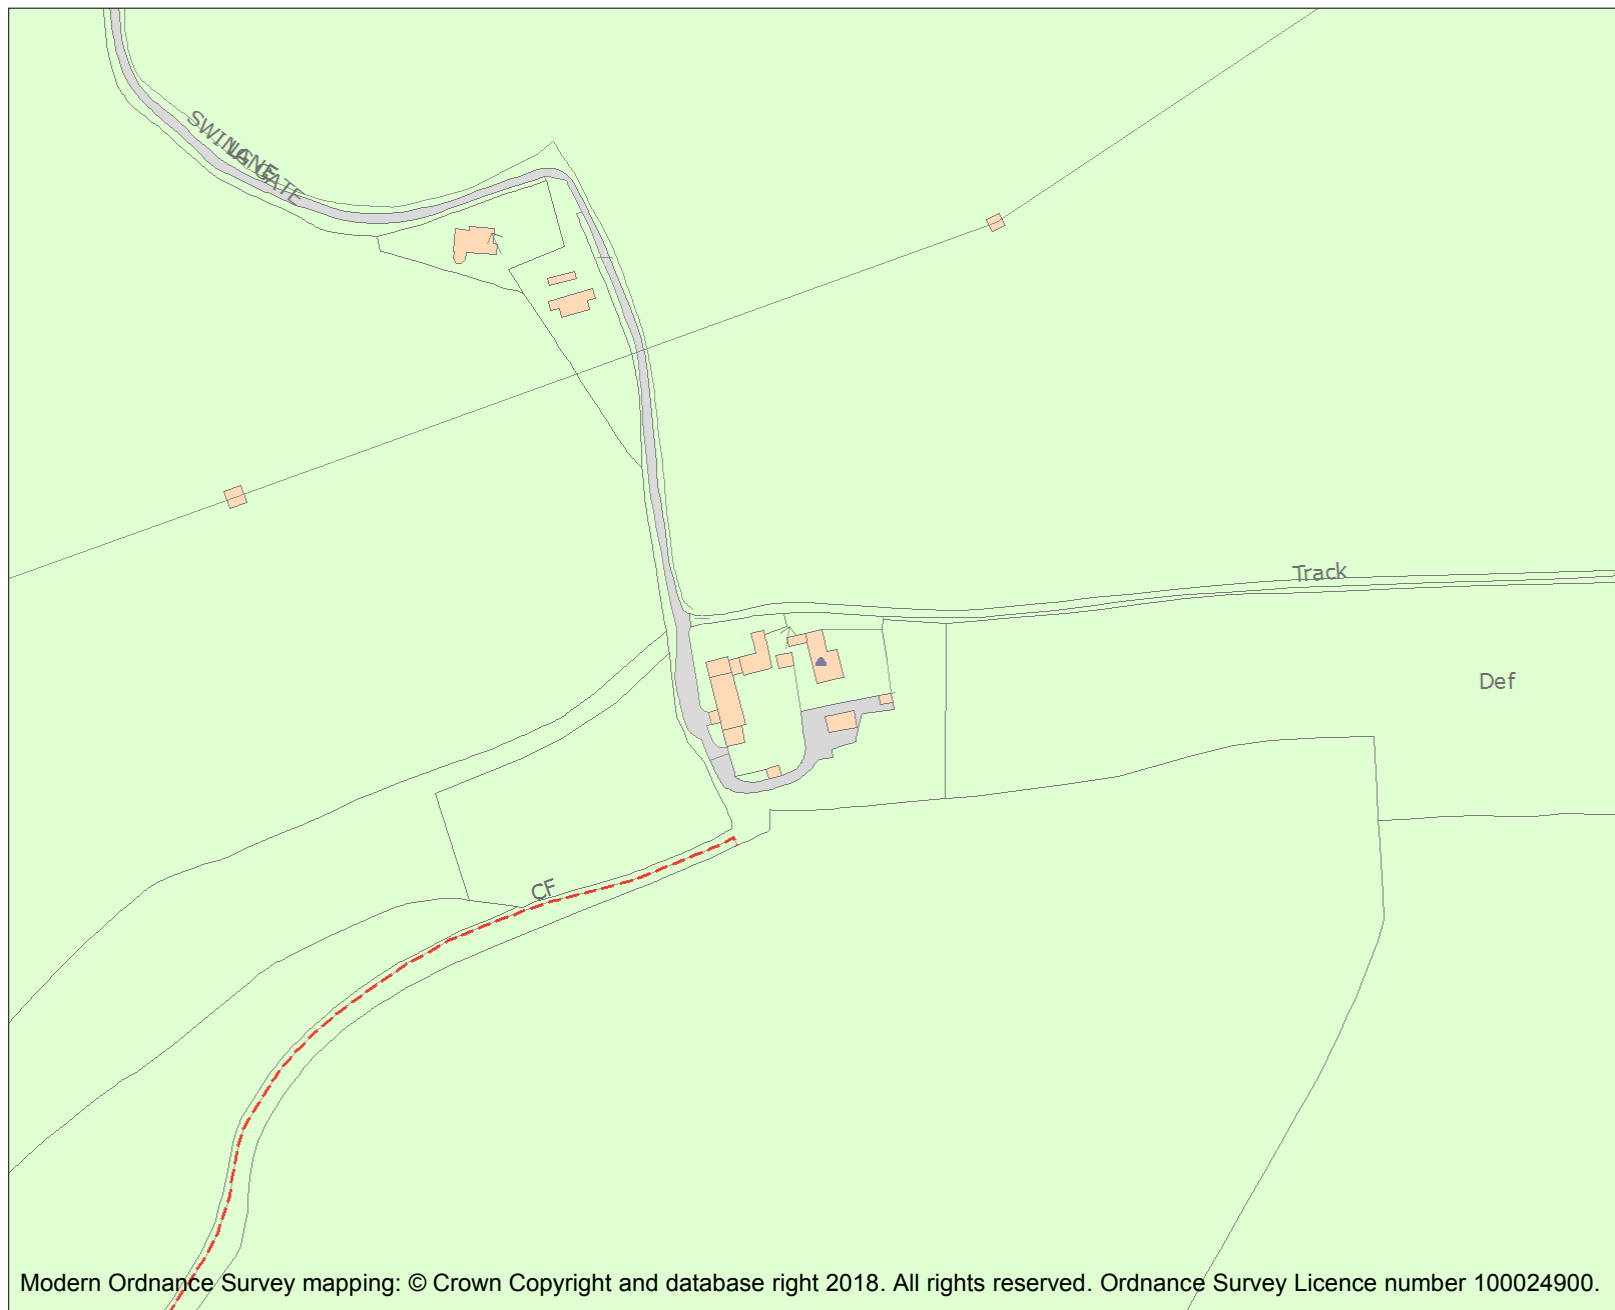 SWINGATE
LANE
Track
Def
CF
Modern Ordnance Survey mapping: © Crown Copyright and database right 2018. All rights reserved. Ordnance Survey Licence number 100024900.